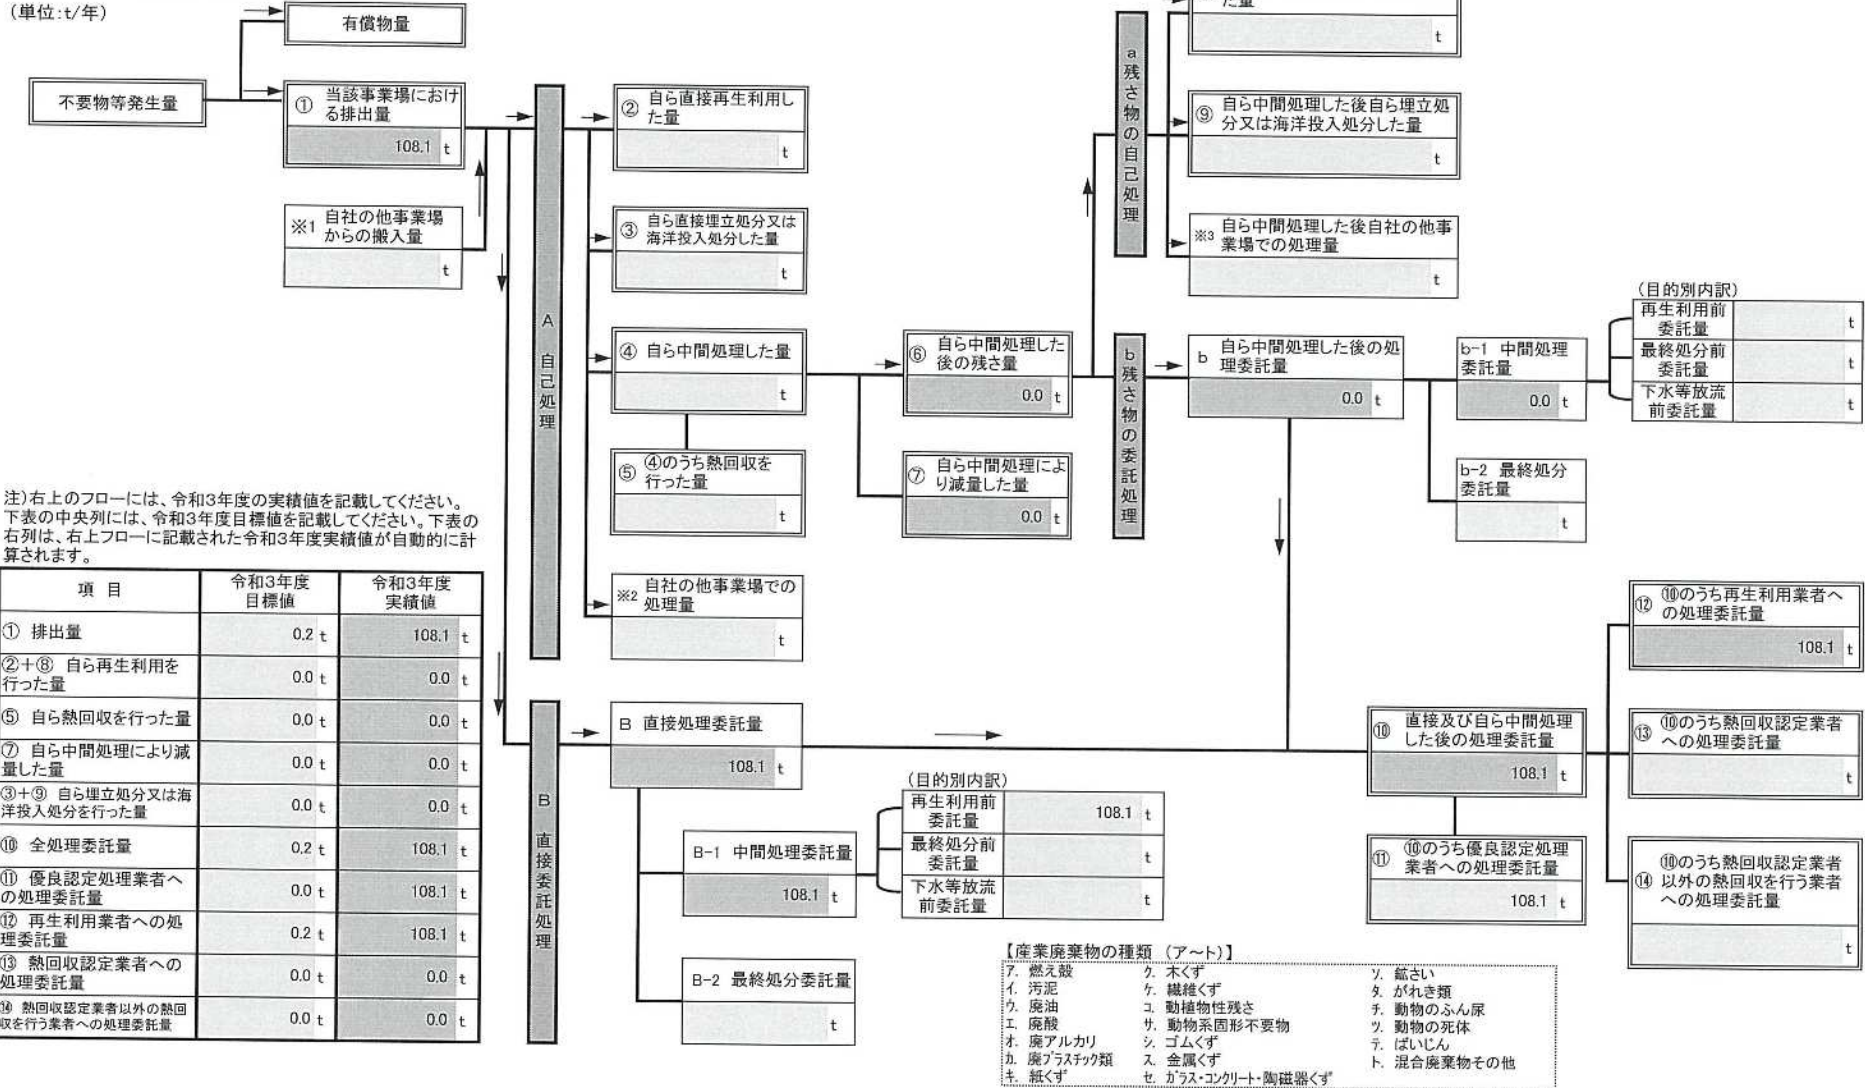 (単位:t/年)
有償物量
不要物等発生量
① 当該事業場におけ
る排出量
108.1 t
※1 自社の他事業場
からの搬入量
t
A 自己処理
② 自ら直接再生利用し
た量
t
③ 自ら直接埋立処分又は
海洋投入処分した量
t
④ 自ら中間処理した量
t
⑤ ④のうち熱回収を
行った量
t
※2 自社の他事業場での
処理量
t
⑥ 自ら中間処理した
後の残さ量
0.0 t
⑦ 自ら中間処理によ
り減量した量
0.0 t
a 残さ物の自己処理
た量
t
⑨ 自ら中間処理した後自ら埋立処
分又は海洋投入処分した量
t
※3 自ら中間処理した後自社の他事
業場での処理量
t
b 残さ物の委託処理
b 自ら中間処理した後の処
理委託量
0.0 t
b-1 中間処理
委託量
0.0 t
(目的別内訳)
再生利用前
委託量 t
最終処分前
委託量 t
下水等放流
前委託量 t
b-2 最終処分
委託量
t
注)右上のフローには、令和3年度の実績値を記載してください。
下表の中央列には、令和3年度目標値を記載してください。下表の
右列は、右上フローに記載された令和3年度実績値が自動的に計
算されます。
項 目 令和3年度 目標値 令和3年度 実績値
① 排出量 0.2 t 108.1 t
②+⑧ 自ら再生利用を
行った量 0.0 t 0.0 t
⑤ 自ら熱回収を行った量 0.0 t 0.0 t
⑦ 自ら中間処理により減
量した量 0.0 t 0.0 t
③+⑨ 自ら埋立処分又は海
洋投入処分を行った量 0.0 t 0.0 t
⑩ 全処理委託量 0.2 t 108.1 t
⑪ 優良認定処理業者へ
の処理委託量 0.0 t 108.1 t
⑫ 再生利用業者への処
理委託量 0.2 t 108.1 t
⑬ 熱回収認定業者への
処理委託量 0.0 t 0.0 t
⑭ 熱回収認定業者以外の熱回
収を行う業者への処理委託量 0.0 t 0.0 t
B 直接委託処理
B 直接処理委託量
108.1 t
B-1 中間処理委託量
108.1 t
(目的別内訳)
再生利用前
委託量 108.1 t
最終処分前
委託量 t
下水等放流
前委託量 t
B-2 最終処分委託量
t
⑩ 直接及び自ら中間処理
した後の処理委託量
108.1 t
⑪ ⑩のうち優良認定処理
業者への処理委託量
108.1 t
⑫ ⑩のうち再生利用業者へ
の処理委託量
108.1 t
⑬ ⑩のうち熱回収認定業者
への処理委託量
t
⑭ ⑩のうち熱回収認定業者
以外の熱回収を行う業者
への処理委託量
t
【産業廃棄物の種類 (ア～ト)】
ア. 燃え殻 ク. 木くず ソ. 鉱さい
イ. 汚泥 ケ. 繊維くず タ. がれき類
ウ. 廃油 コ. 動植物性残さ チ. 動物のふん尿
エ. 廃酸 サ. 動物系固形不要物 ツ. 動物の死体
オ. 廃アルカリ シ. ゴムくず テ. ばいじん
カ. 廃プラスチック類 ス. 金属くず ト. 混合廃棄物その他
キ. 紙くず セ. ガラス・コンクリート・陶磁器くず